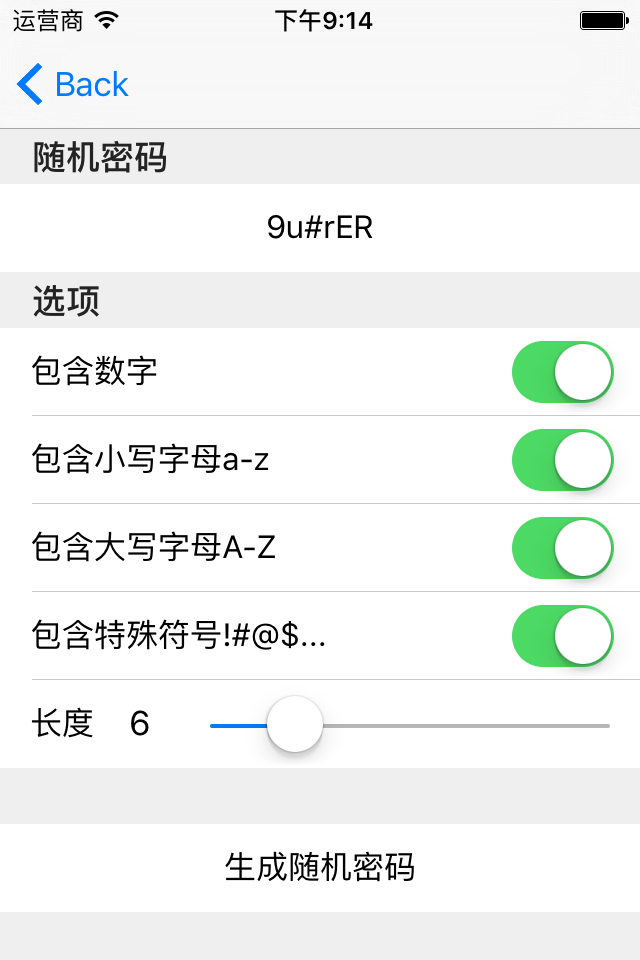 运营商 下午9:14
Back
随机密码
9u#rER
选项
包含数字
包含小写字母a-z
包含大写字母A-Z
包含特殊符号!#@$...
长度 6
生成随机密码